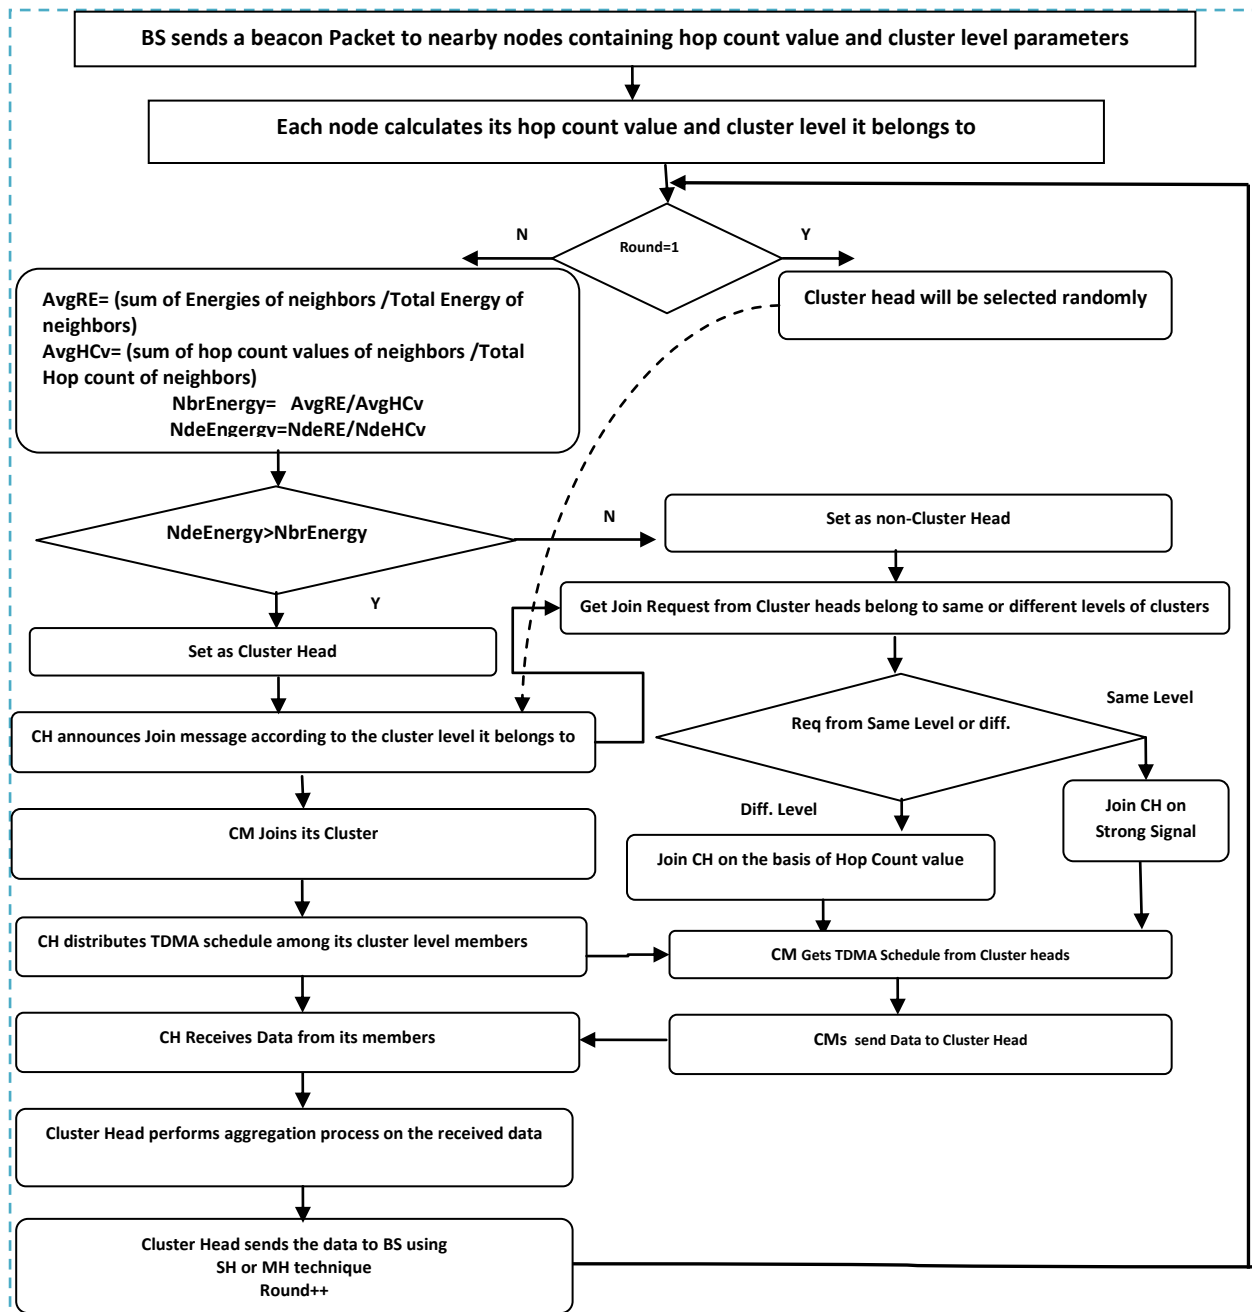 BS sends a beacon Packet to nearby nodes containing hop count value and cluster level parameters
Each node calculates its hop count value and cluster level it belongs to
Round=1
N
Y
Cluster head will be selected randomly
AvgRE= (sum of Energies of neighbors /Total Energy of
neighbors)
AvgHCv= (sum of hop count values of neighbors /Total
Hop count of neighbors)
NbrEnergy= AvgRE/AvgHCv
NdeEngergy=NdeRE/NdeHCv
NdeEnergy>NbrEnergy
N
Y
Set as non-Cluster Head
Get Join Request from Cluster heads belong to same or different levels of clusters
Set as Cluster Head
CH announces Join message according to the cluster level it belongs to
Req from Same Level or diff.
Same Level
Diff. Level
Join CH on
Strong Signal
Join CH on the basis of Hop Count value
CM Joins its Cluster
CH distributes TDMA schedule among its cluster level members
CM Gets TDMA Schedule from Cluster heads
CH Receives Data from its members
CMs send Data to Cluster Head
Cluster Head performs aggregation process on the received data
Cluster Head sends the data to BS using
SH or MH technique
Round++